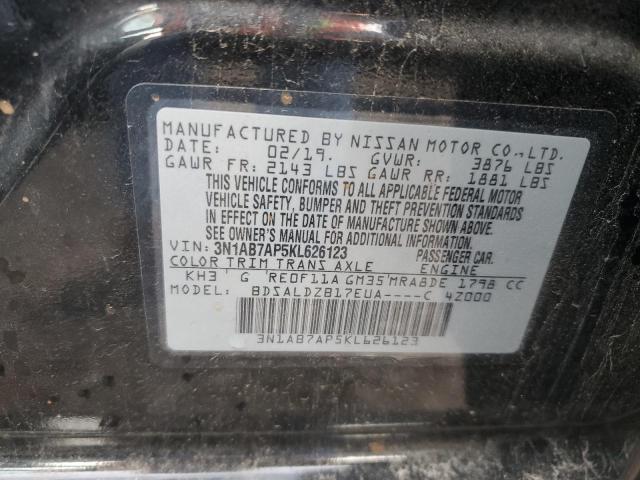 MANUFACTURED BY NISSAN MOTOR CO.,LTD.
DATE: 02/19. GVWR: 3876 LBS
GAWR FR: 2143 LBS GAWR RR: 1881 LBS
THIS VEHICLE CONFORMS TO ALL APPLICABLE FEDERAL MOTOR
VEHICLE SAFETY, BUMPER AND THEFT PREVENTION STANDARDS
IN EFFECT ON THE DATE OF MANUFACTURE SHOWN ABOVE.
SEE OWNER'S MANUAL FOR ADDITIONAL INFORMATION.
VIN: 3N1AB7AP5KL626123 PASSENGER CAR.
COLOR TRIM TRANS AXLE ENGINE
KH3 ' G 'RE0F11A GM35'MRA8DE 1798 CC
MODEL: BDSALDZB17EUA----C 4Z000
3N1AB7AP5KL626123